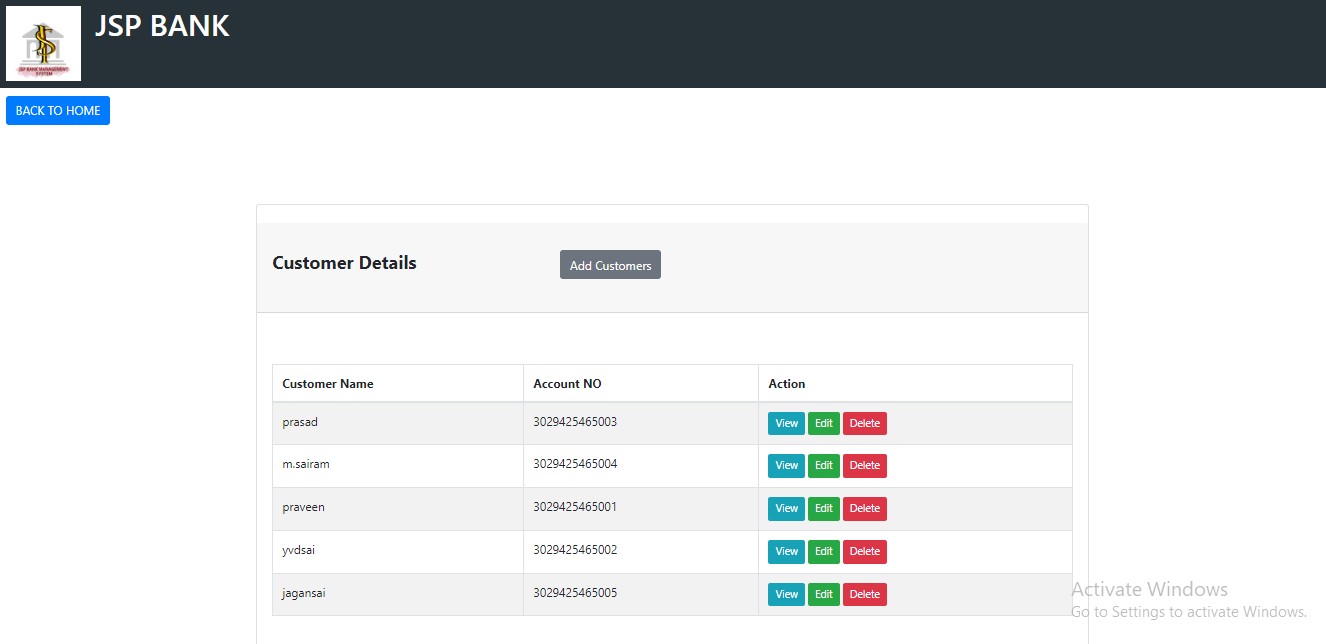 JSP BANK
JSP BANK MANAGEMENT
SYSTEM
BACK TO HOME
Customer Details Add Customers
Customer Name Account NO Action
prasad 3029425465003 View Edit Delete
m.sairam 3029425465004 View Edit Delete
praveen 3029425465001 View Edit Delete
yvdsai 3029425465002 View Edit Delete
jagansai 3029425465005 View Edit Delete
Activate Windows
Go to Settings to activate Windows.